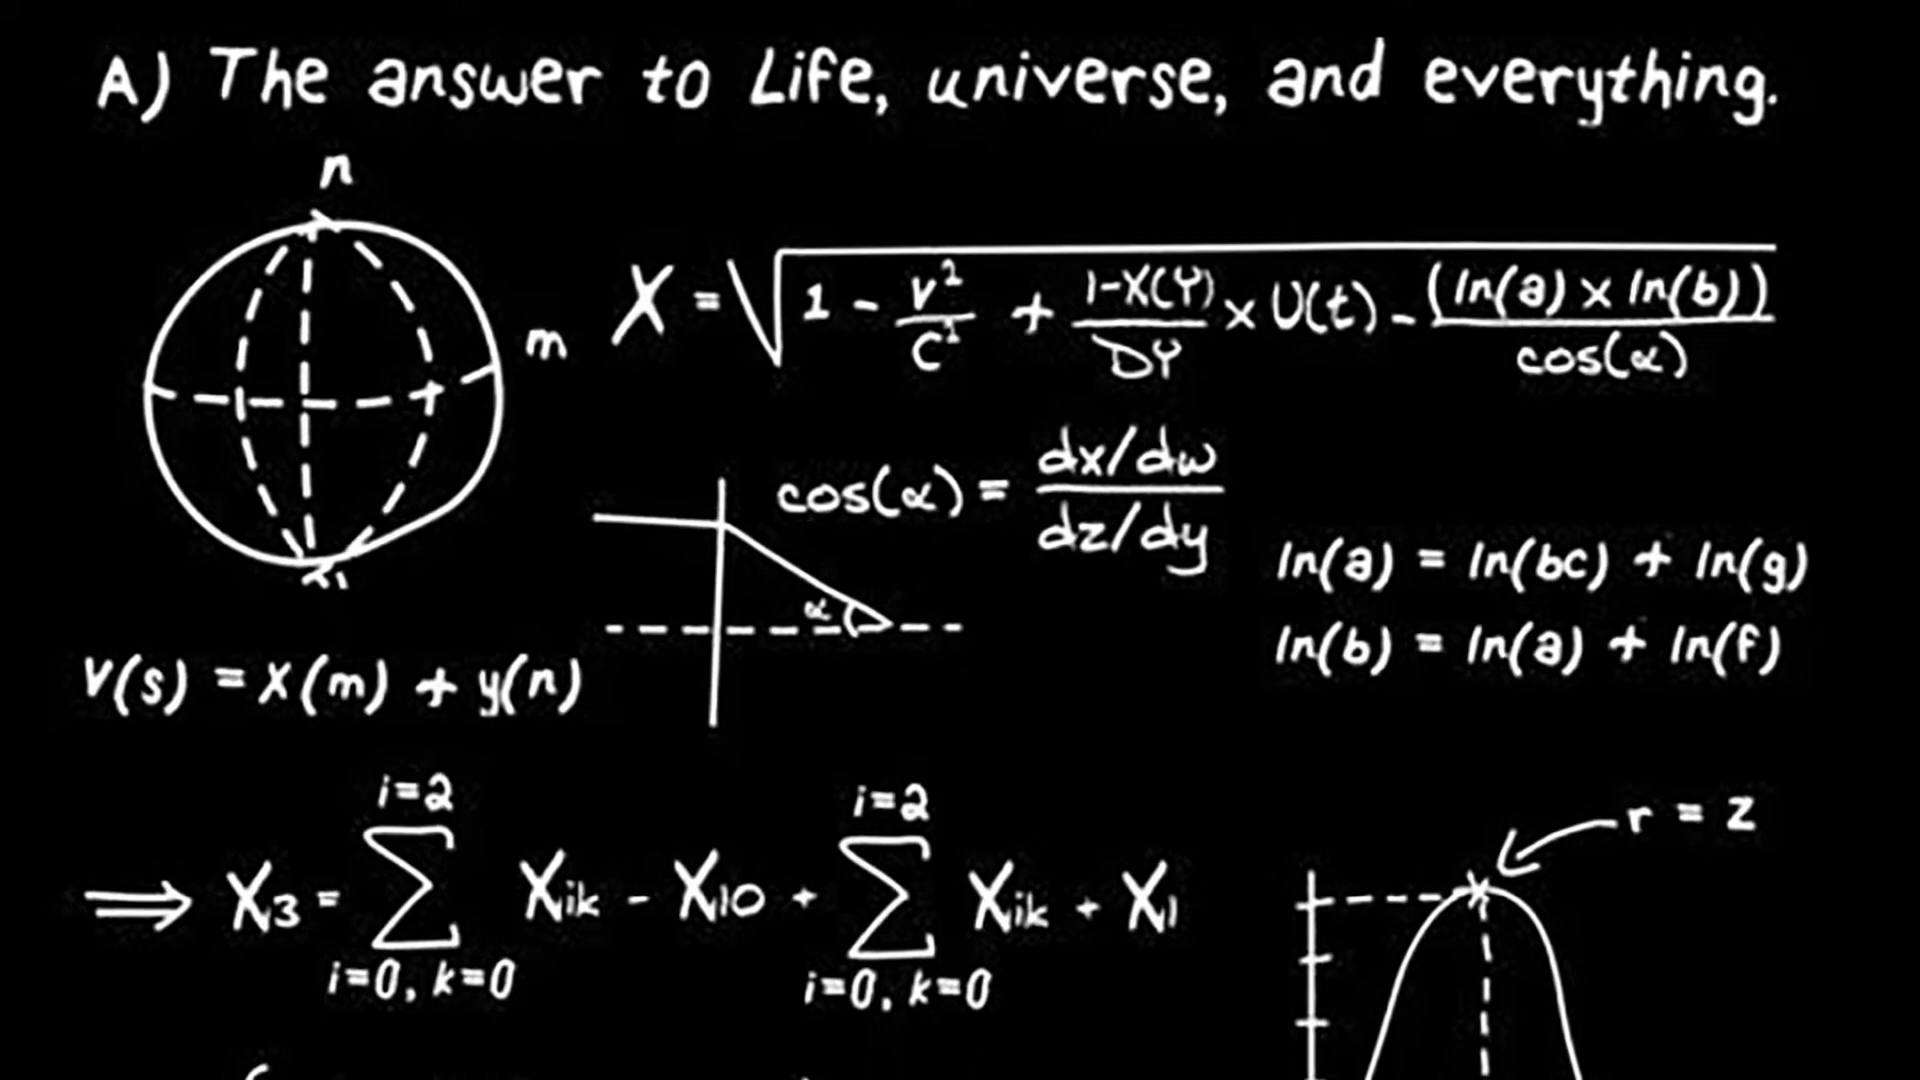 A) The answer to Life, universe, and everything.
n
m
X = √(1 - v²/c² + 1-X(Y)/DY × U(t) - (ln(a) × ln(b))/cos(α))
cos(α) = dx/dw / dz/dy
α
ln(a) = ln(bc) + ln(g)
ln(b) = ln(a) + ln(f)
V(s) = x(m) + y(n)
i=2
i=2
r = z
⇒ X₃ = Σ Xik - X10 + Σ Xik + X1
i=0, k=0
i=0, k=0